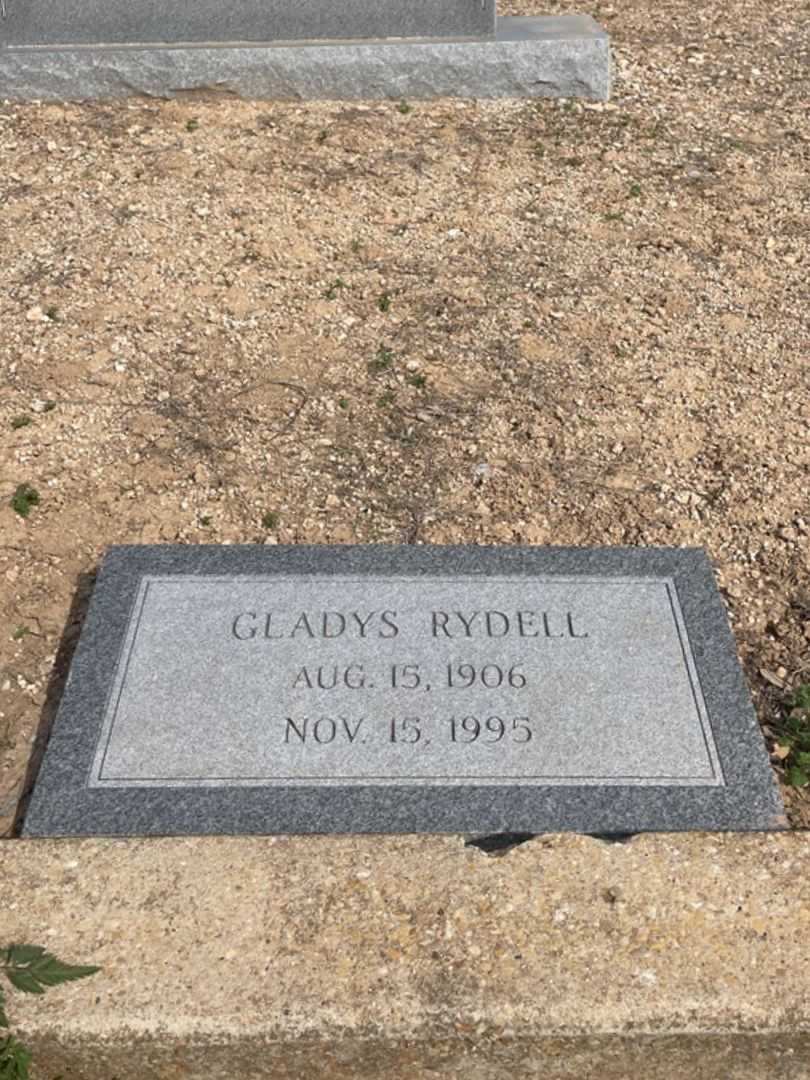 GLADYS RYDELL
AUG. 15, 1906
NOV. 15, 1995